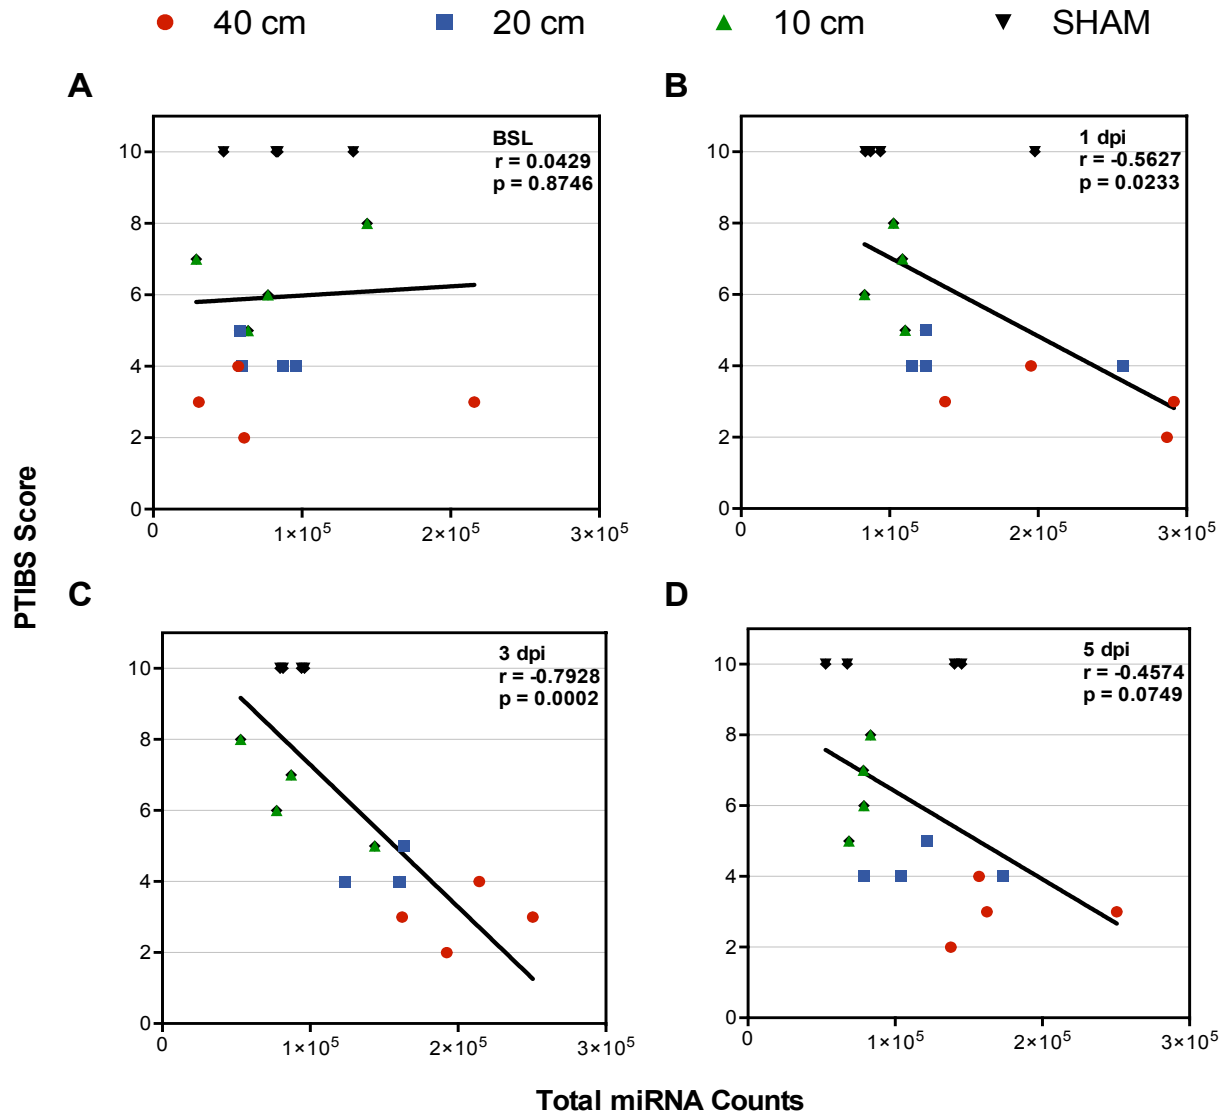 40 cm 20 cm 10 cm SHAM
A
BSL
r = 0.0429
p = 0.8746
10
8
6
4
2
0
0 1×10⁵ 2×10⁵ 3×10⁵
B
1 dpi
r = -0.5627
p = 0.0233
10
8
6
4
2
0
0 1×10⁵ 2×10⁵ 3×10⁵
PTIBS Score
C
3 dpi
r = -0.7928
p = 0.0002
10
8
6
4
2
0
0 1×10⁵ 2×10⁵ 3×10⁵
D
5 dpi
r = -0.4574
p = 0.0749
10
8
6
4
2
0
0 1×10⁵ 2×10⁵ 3×10⁵
Total miRNA Counts